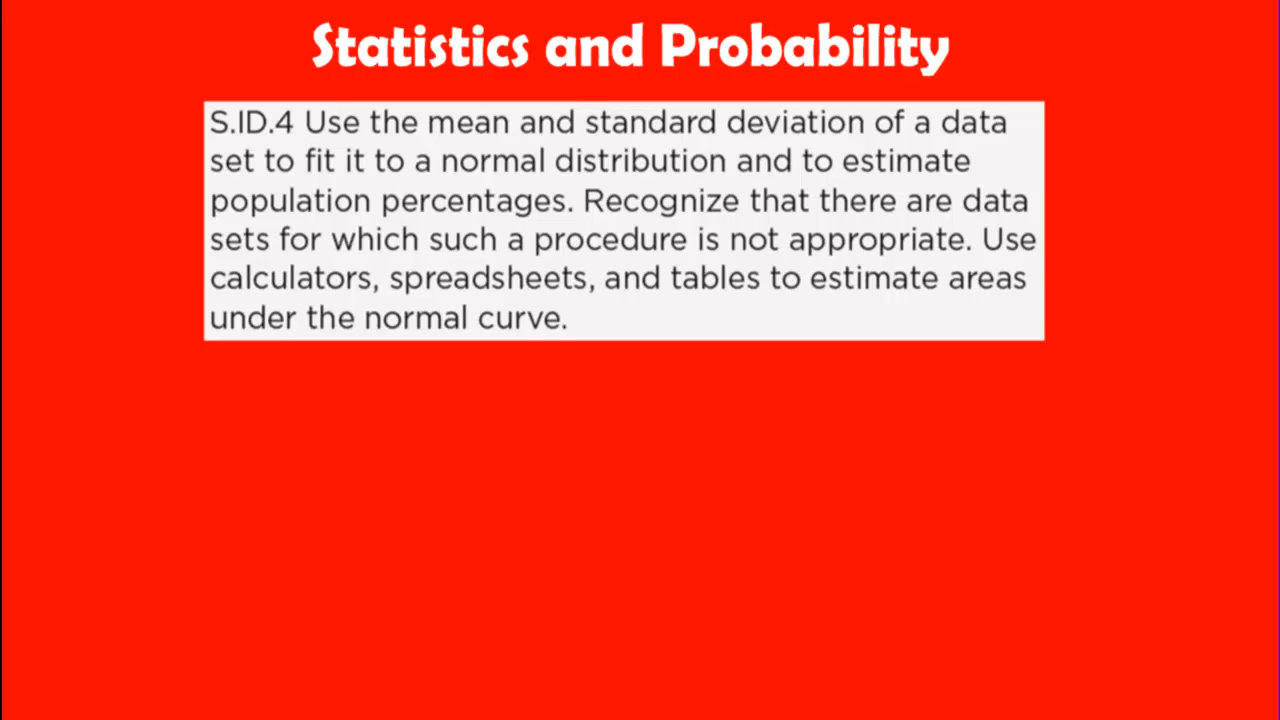 Statistics and Probability
S.ID.4 Use the mean and standard deviation of a data
set to fit it to a normal distribution and to estimate
population percentages. Recognize that there are data
sets for which such a procedure is not appropriate. Use
calculators, spreadsheets, and tables to estimate areas
under the normal curve.